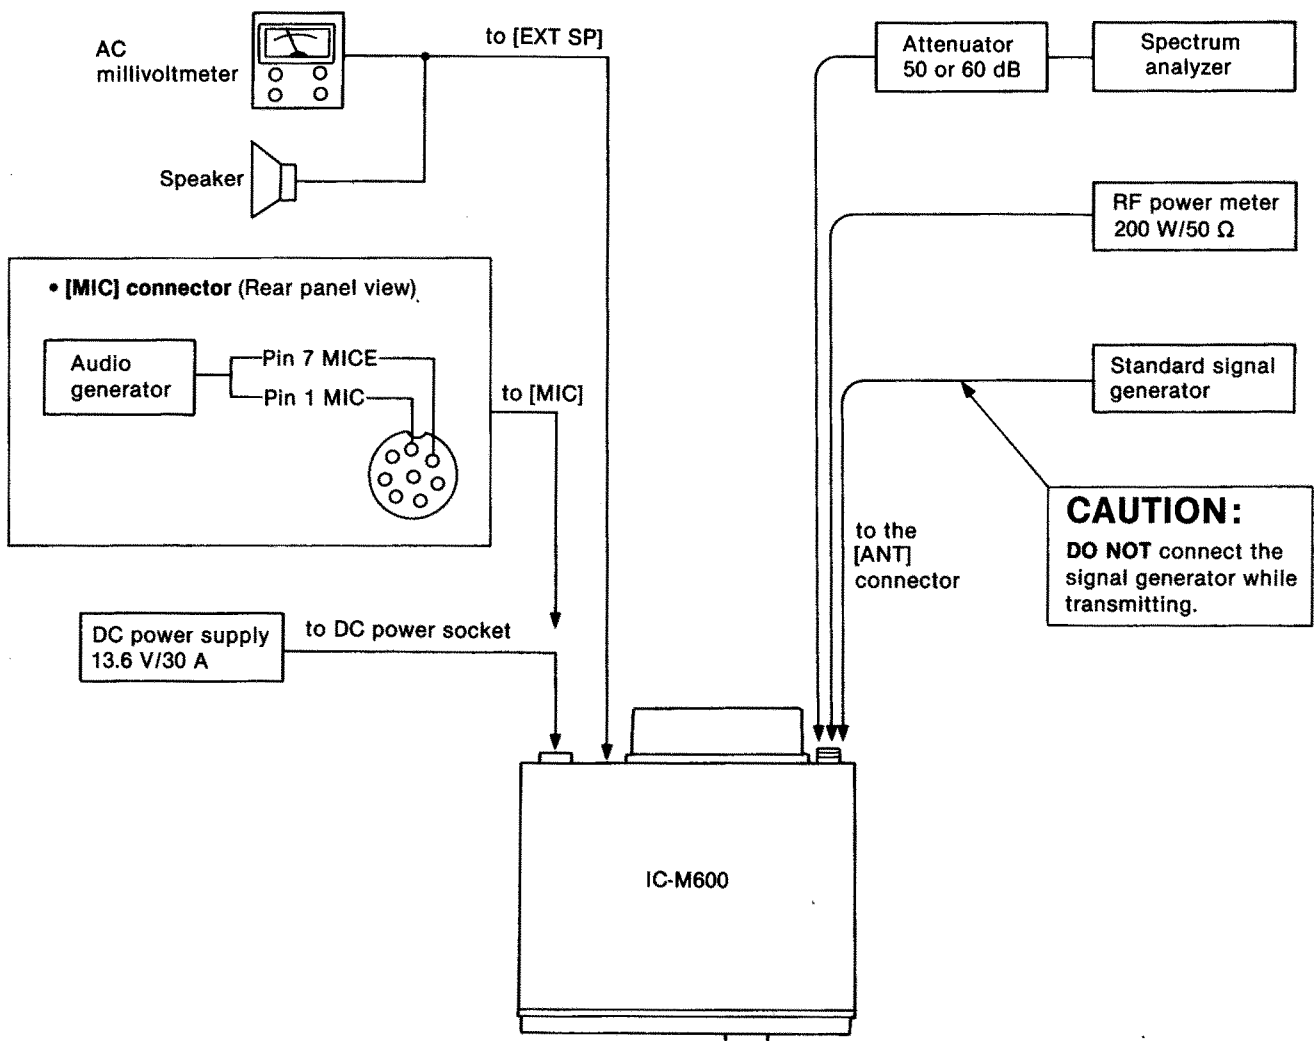 AC
millivoltmeter
to [EXT SP]
Attenuator
50 or 60 dB
Spectrum
analyzer
Speaker
RF power meter
200 W/50 Ω
• [MIC] connector (Rear panel view)
Audio
generator
Pin 7 MICE
Pin 1 MIC
to [MIC]
Standard signal
generator
CAUTION:
DO NOT connect the
signal generator while
transmitting.
to the
[ANT]
connector
DC power supply
13.6 V/30 A
to DC power socket
IC-M600